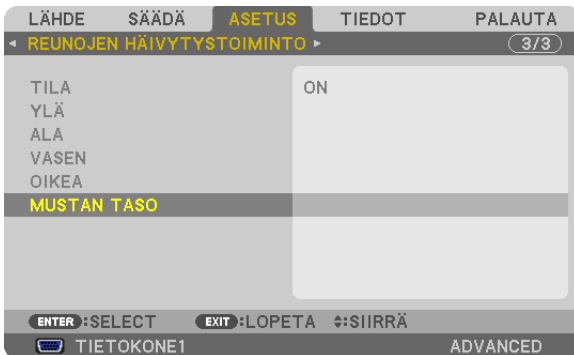 LÄHDE SÄÄDÄ ASETUS TIEDOT PALAUTA
REUNOJEN HÄIVYTYSTOIMINTO 3/3
TILA ON
YLÄ
ALA
VASEN
OIKEA
MUSTAN TASO
ENTER :SELECT EXIT :LOPETA :SIIRRÄ
TIETOKONE1 ADVANCED